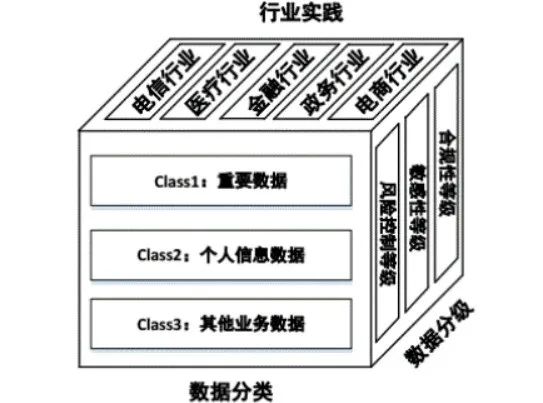 行业实践
电信行业
医疗行业
金融行业
政务行业
电商行业
Class1：重要数据
Class2：个人信息数据
Class3：其他业务数据
风险控制等级
敏感性等级
合规性等级
数据分类
数据分级